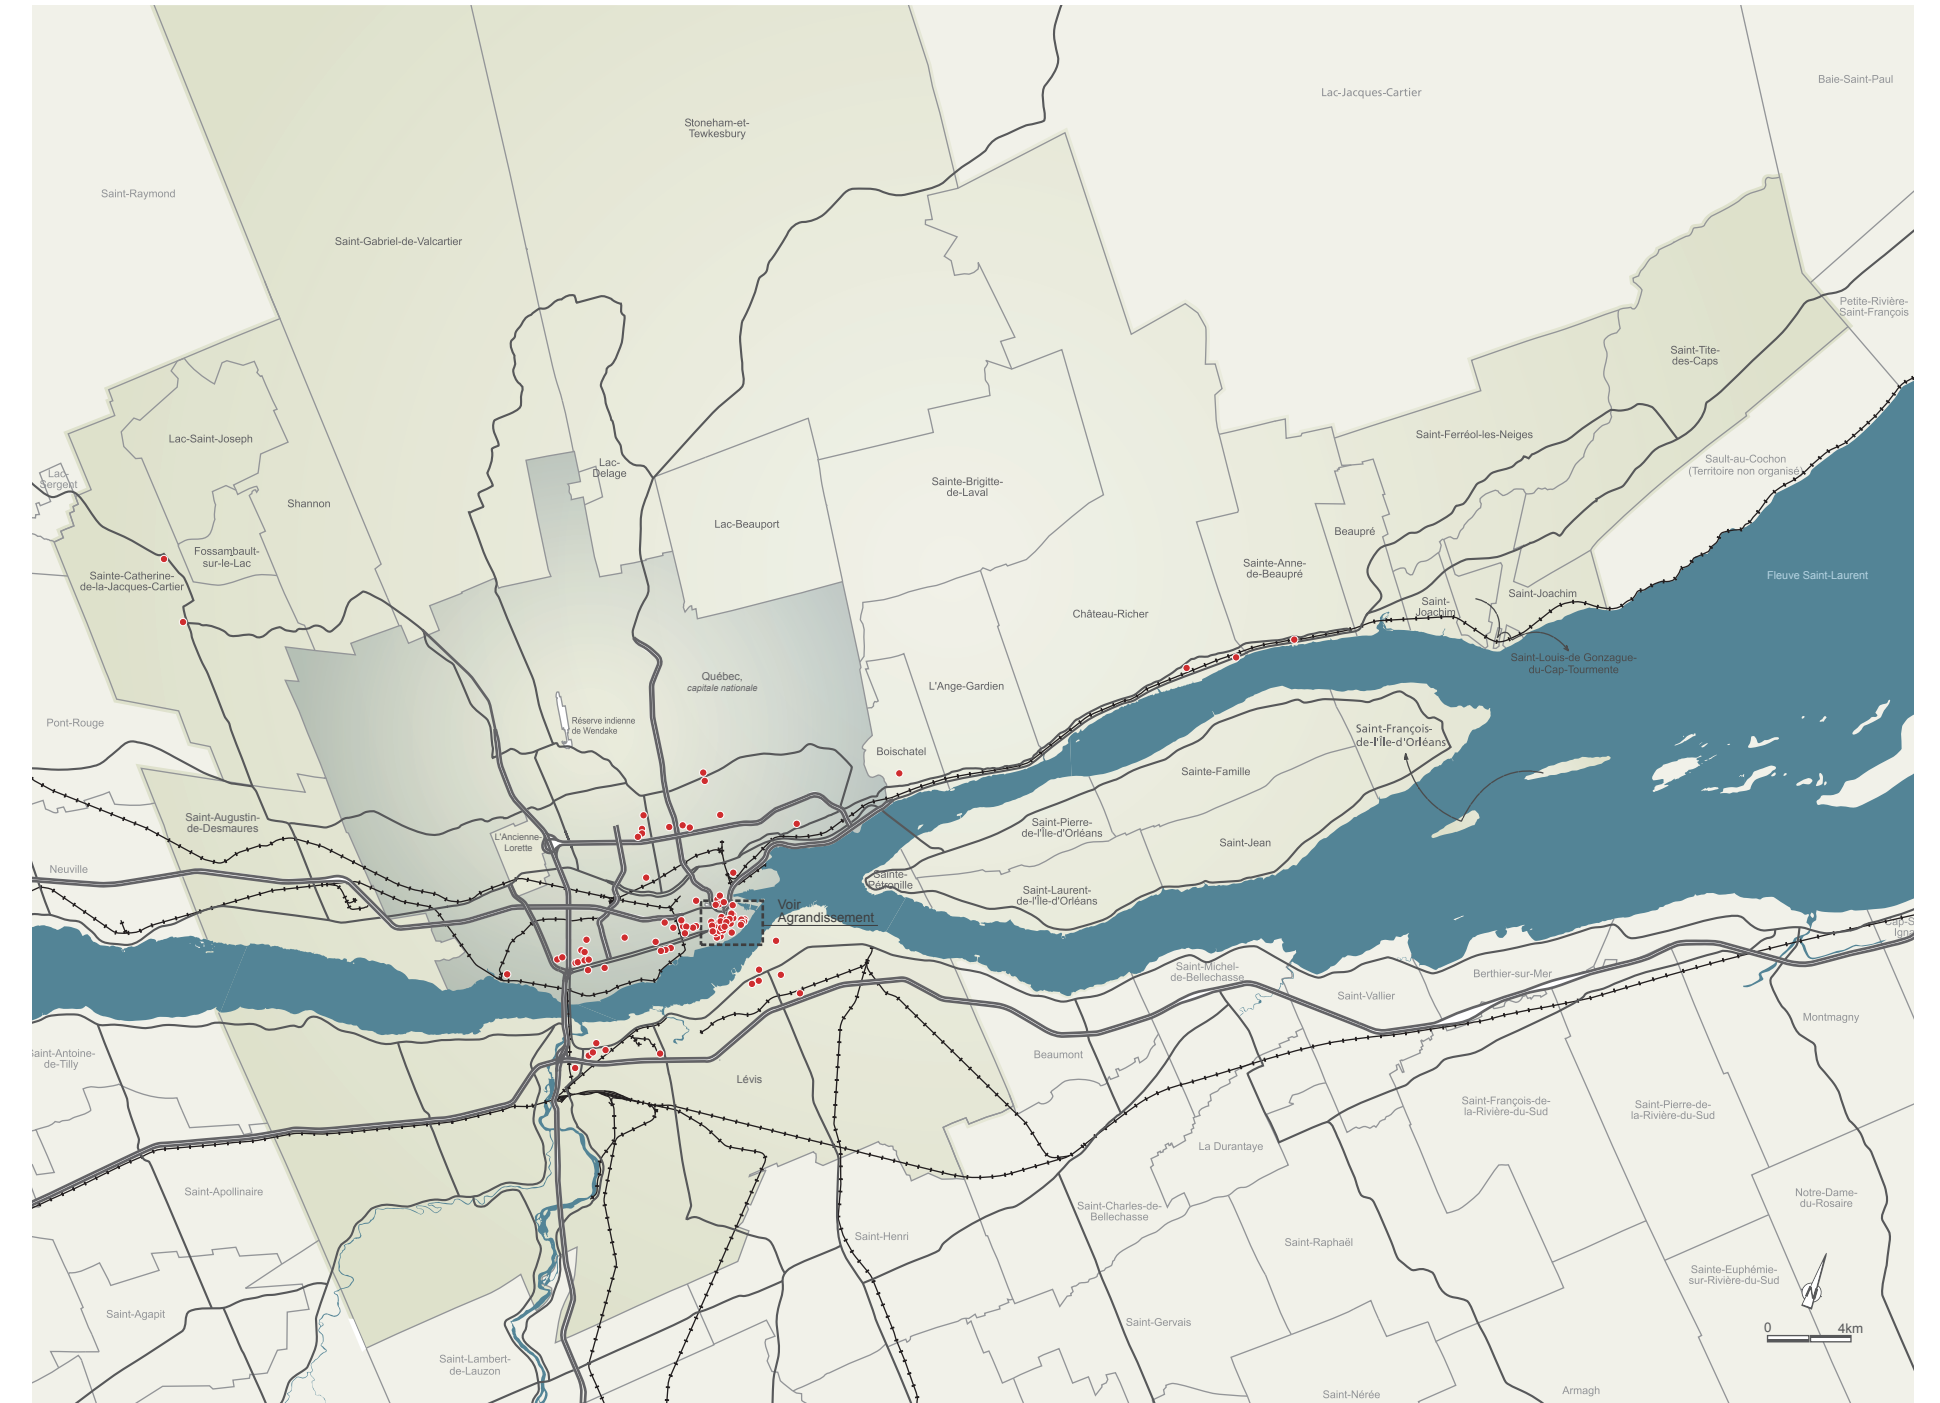 Baie-Saint-Paul
Lac-Jacques-Cartier
Stoneham-et-
Tewkesbury
Saint-Raymond
Saint-Gabriel-de-Valcartier
Petite-Rivière-
Saint-François
Saint-Tite-
des-Caps
Lac-Saint-Joseph
Saint-Ferréol-les-Neiges
Lac-
Sergent
Lac-
Delage
Sault-au-Cochon
(Territoire non organisé)
Shannon
Sainte-Brigitte-
de-Laval
Lac-Beauport
Beaupré
Fossambault-
sur-le-Lac
Sainte-Catherine-
de-la-Jacques-Cartier
Sainte-Anne-
de-Beaupré
Fleuve Saint-Laurent
Château-Richer
Saint-
Joachim
Saint-Joachim
Saint-Louis-de Gonzague-
du-Cap-Tourmente
Québec,
capitale nationale
L'Ange-Gardien
Pont-Rouge
Réserve indienne
de Wendake
Saint-François-
de-l'Île-d'Orléans
Boischatel
Sainte-Famille
Saint-Augustin-
de-Desmaures
Saint-Pierre-
de-l'Île-d'Orléans
L'Ancienne-
Lorette
Saint-Jean
Neuville
Sainte-
Pétronille
Saint-Laurent-
de-l'Île-d'Orléans
Voir
Agrandissement
Cap-S
Igna
Saint-Michel-
de-Bellechasse
Berthier-sur-Mer
Saint-Vallier
Montmagny
Saint-Antoine-
de-Tilly
Beaumont
Lévis
Saint-François-de-
la-Rivière-du-Sud
Saint-Pierre-de-
la-Rivière-du-Sud
La Durantaye
Saint-Apollinaire
Notre-Dame-
du-Rosaire
Saint-Charles-de-
Bellechasse
Saint-Henri
Saint-Raphaël
Sainte-Euphémie-
sur-Rivière-du-Sud
Saint-Agapit
Saint-Gervais
N
0 4km
Saint-Lambert-
de-Lauzon
Saint-Nérée
Armagh